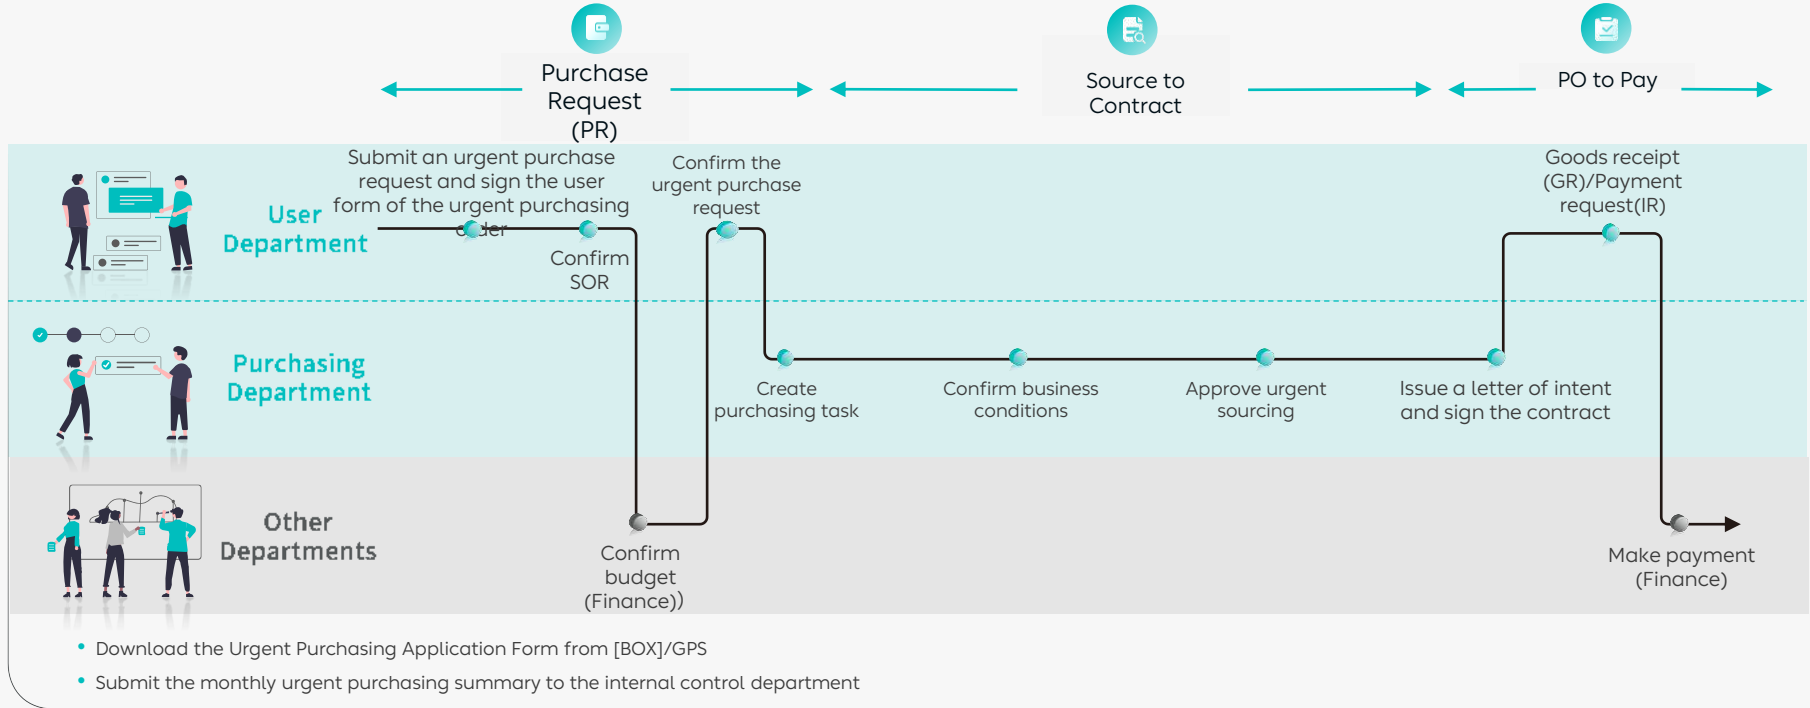 Purchase
Request
(PR)
Source to
Contract
PO to Pay
User
Department
Submit an urgent purchase
request and sign the user
form of the urgent purchasing
order
Confirm
SOR
Confirm the
urgent purchase
request
Goods receipt
(GR)/Payment
request(IR)
Purchasing
Department
Create
purchasing task
Confirm business
conditions
Approve urgent
sourcing
Issue a letter of intent
and sign the contract
Other
Departments
Confirm
budget
(Finance))
Make payment
(Finance)
• Download the Urgent Purchasing Application Form from [BOX]/GPS
• Submit the monthly urgent purchasing summary to the internal control department